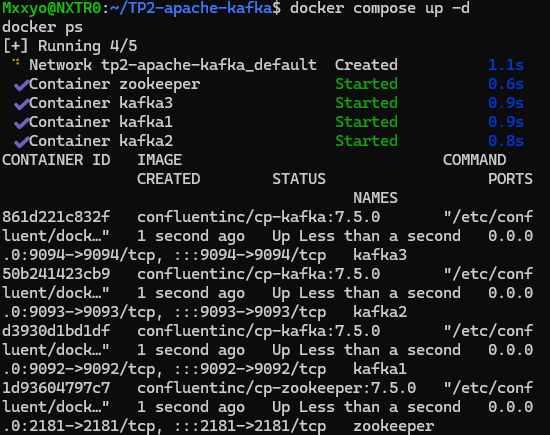 Mxxyo@NXTR0:~/TP2-apache-kafka$ docker compose up -d
docker ps
[+] Running 4/5
 Network tp2-apache-kafka_default  Created                1.1s
 ✔Container zookeeper              Started                0.6s
 ✔Container kafka3                 Started                0.9s
 ✔Container kafka1                 Started                0.9s
 ✔Container kafka2                 Started                0.8s
CONTAINER ID   IMAGE                             COMMAND
               CREATED        STATUS                  PORTS
                                         NAMES
861d221c832f   confluentinc/cp-kafka:7.5.0       "/etc/conf
luent/dock…"   1 second ago   Up Less than a second   0.0.0
.0:9094->9094/tcp, :::9094->9094/tcp   kafka3
50b241423cb9   confluentinc/cp-kafka:7.5.0       "/etc/conf
luent/dock…"   1 second ago   Up Less than a second   0.0.0
.0:9093->9093/tcp, :::9093->9093/tcp   kafka2
d3930d1bd1df   confluentinc/cp-kafka:7.5.0       "/etc/conf
luent/dock…"   1 second ago   Up Less than a second   0.0.0
.0:9092->9092/tcp, :::9092->9092/tcp   kafka1
1d93604797c7   confluentinc/cp-zookeeper:7.5.0   "/etc/conf
luent/dock…"   1 second ago   Up Less than a second   0.0.0
.0:2181->2181/tcp, :::2181->2181/tcp   zookeeper